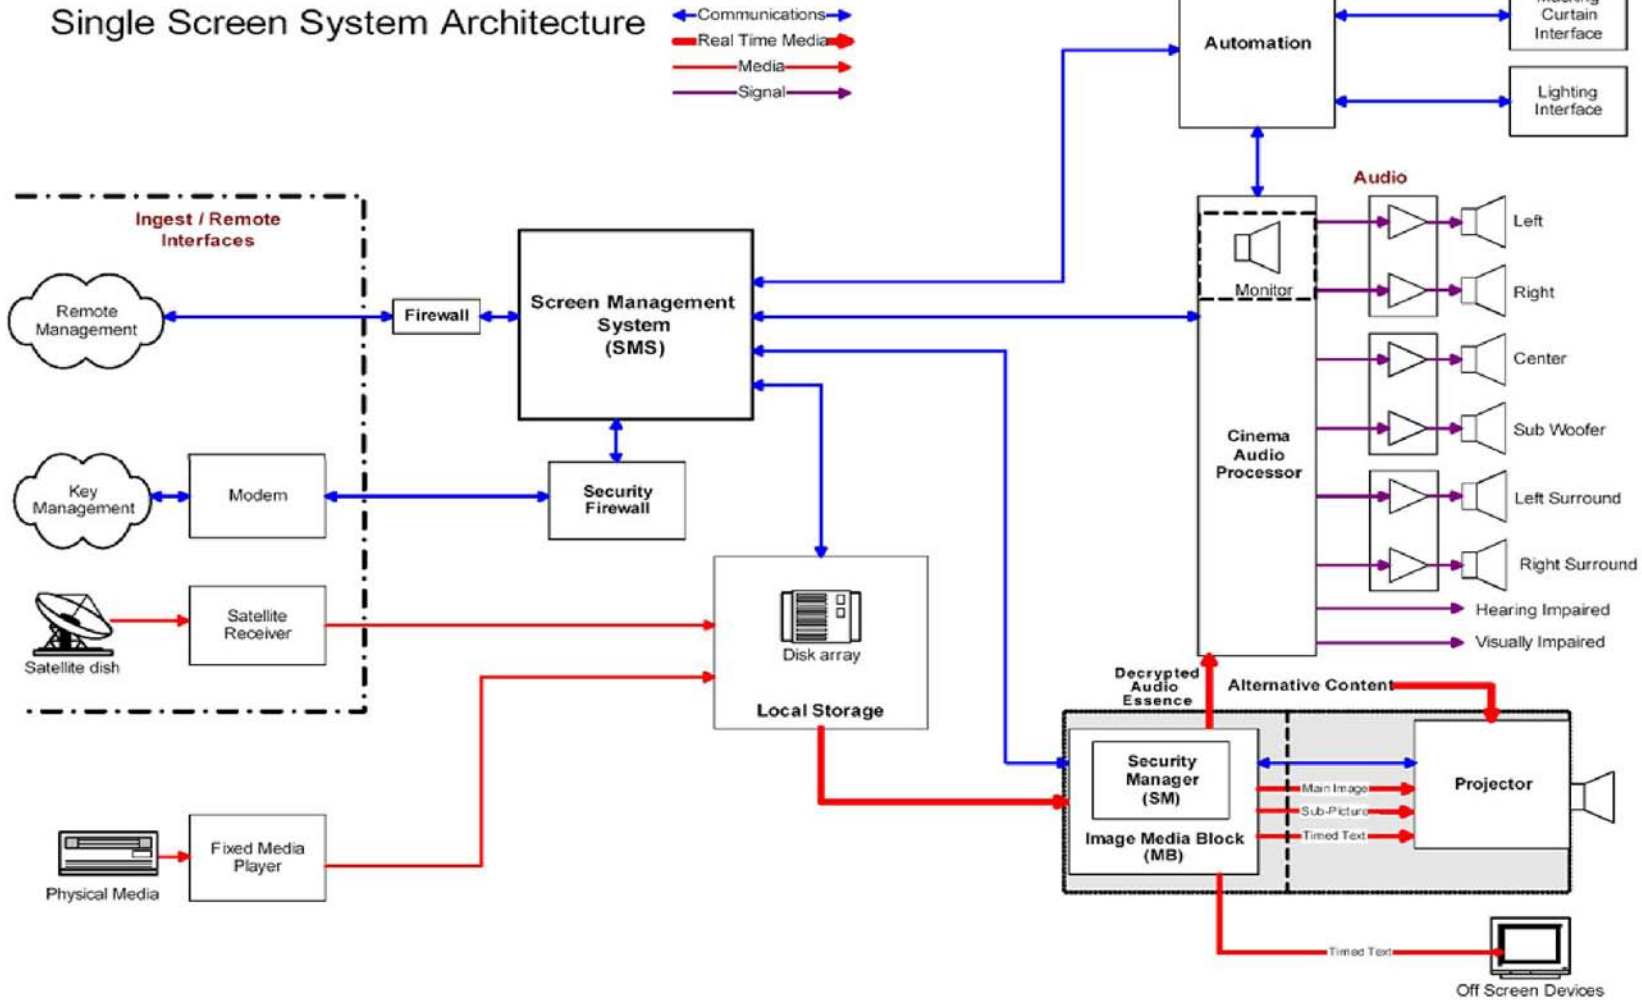 Single Screen System Architecture
Communications
Real Time Media
Media
Signal
Automation
Curtain
Interface
Lighting
Interface
Ingest / Remote
Interfaces
Remote
Management
Firewall
Screen Management
System
(SMS)
Key
Management
Modem
Security
Firewall
Satellite dish
Satellite
Receiver
Disk array
Local Storage
Physical Media
Fixed Media
Player
Audio
Monitor
Cinema
Audio
Processor
Left
Right
Center
Sub Woofer
Left Surround
Right Surround
Hearing Impaired
Visually Impaired
Decrypted
Audio
Essence
Alternative Content
Security
Manager
(SM)
Image Media Block
(MB)
Main Image
Sub-Picture
Timed Text
Projector
Timed Text
Off Screen Devices